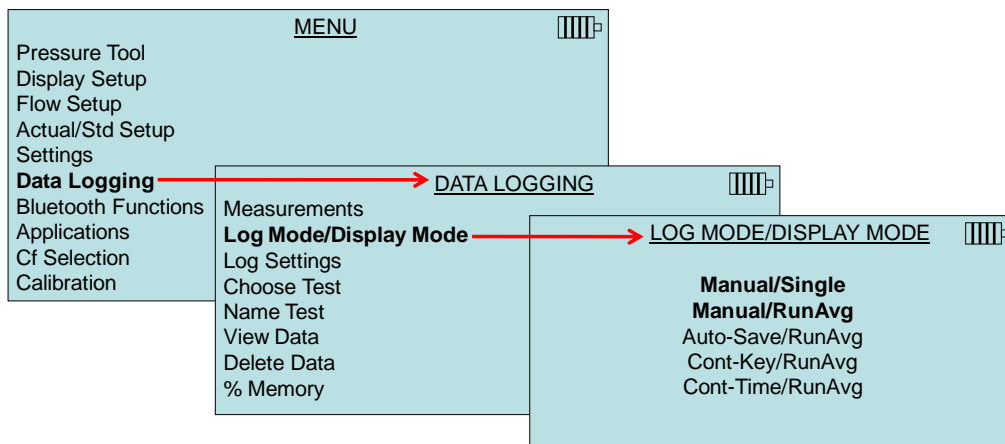 MENU
Pressure Tool
Display Setup
Flow Setup
Actual/Std Setup
Settings
Data Logging
Bluetooth Functions
Applications
Cf Selection
Calibration
DATA LOGGING
Measurements
Log Mode/Display Mode
Log Settings
Choose Test
Name Test
View Data
Delete Data
% Memory
LOG MODE/DISPLAY MODE
Manual/Single
Manual/RunAvg
Auto-Save/RunAvg
Cont-Key/RunAvg
Cont-Time/RunAvg